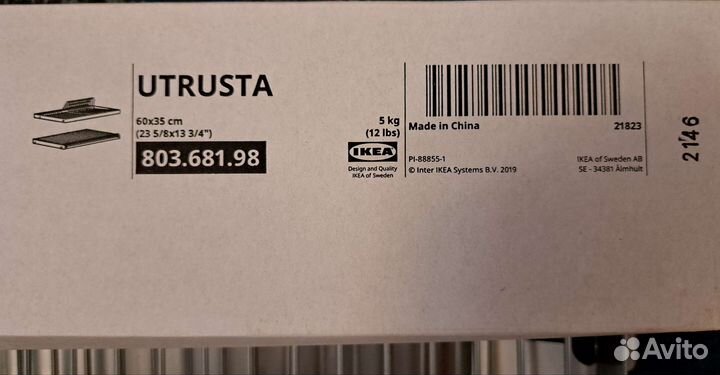 UTRUSTA
60x35 cm
(23 5/8x13 3/4")
803.681.98
5 kg
(12 lbs)
IKEA
Design and Quality
IKEA of Sweden
Made in China
21823
PI-88855-1
© Inter IKEA Systems B.V. 2019
IKEA of Sweden AB
SE - 34381 Älmhult
2146
Avito